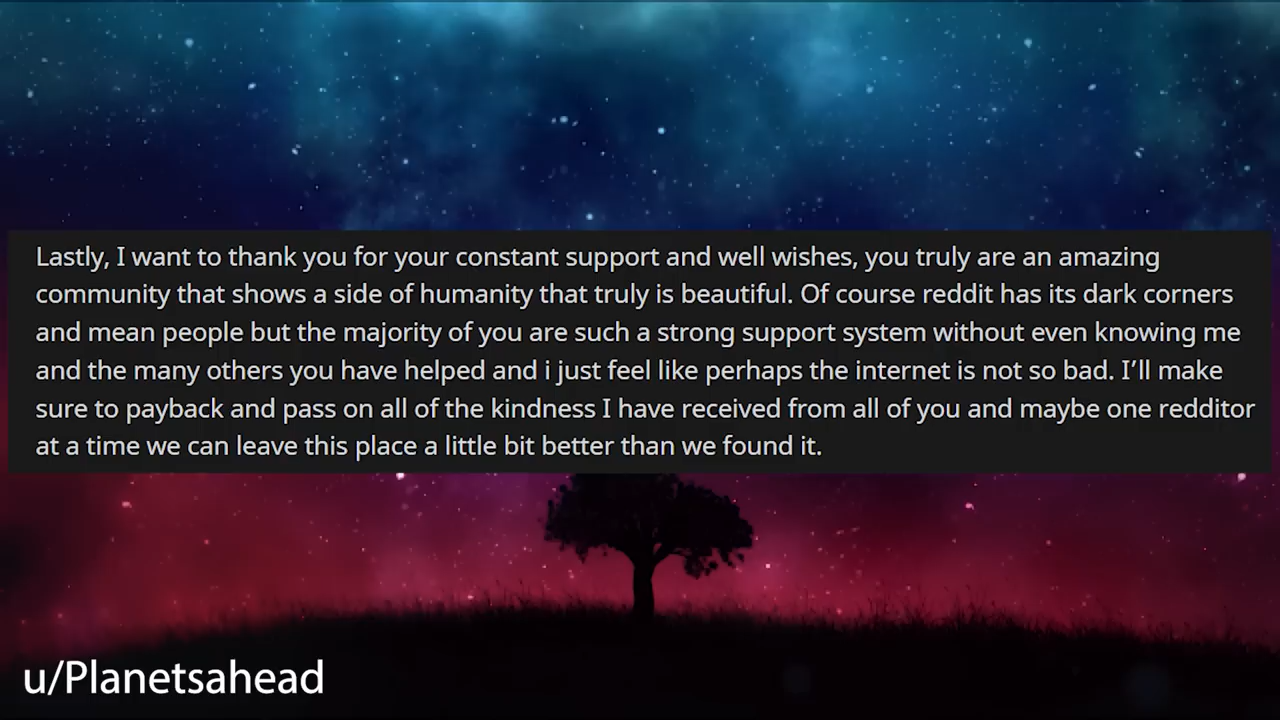 Lastly, I want to thank you for your constant support and well wishes, you truly are an amazing
community that shows a side of humanity that truly is beautiful. Of course reddit has its dark corners
and mean people but the majority of you are such a strong support system without even knowing me
and the many others you have helped and i just feel like perhaps the internet is not so bad. I’ll make
sure to payback and pass on all of the kindness I have received from all of you and maybe one redditor
at a time we can leave this place a little bit better than we found it.
u/Planetsahead